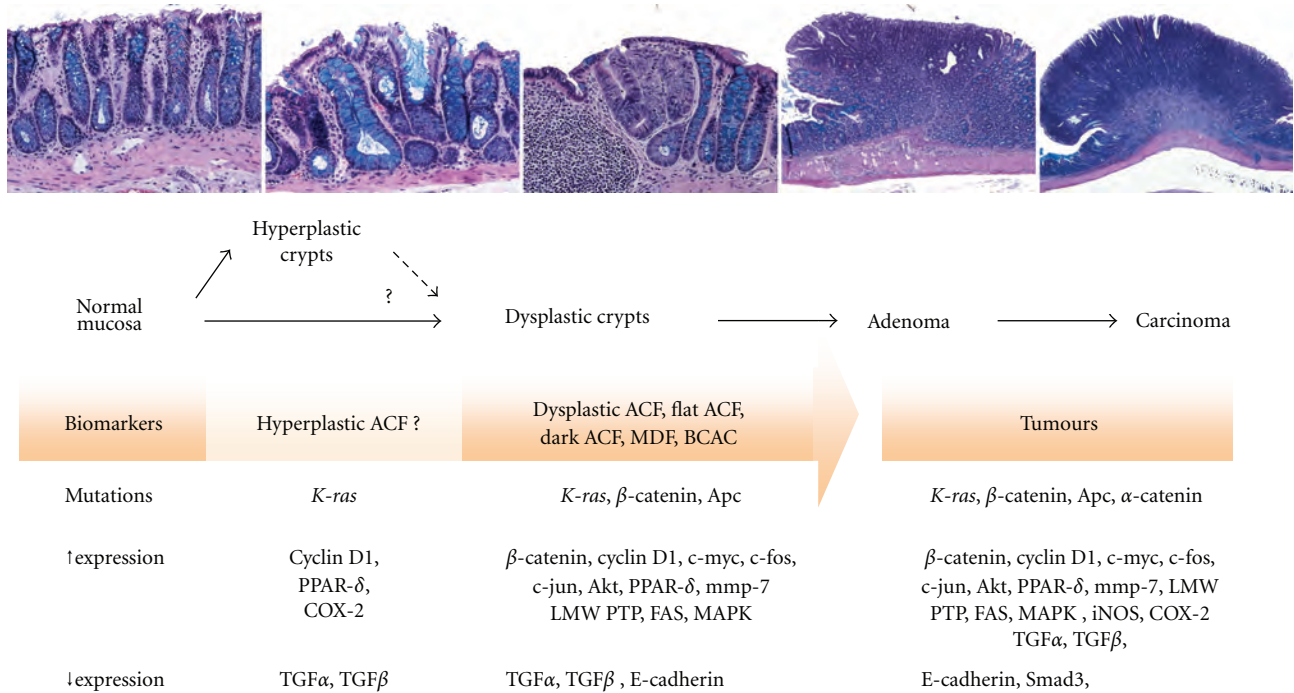 Hyperplastic
crypts
?
Normal
mucosa
Dysplastic crypts
Adenoma
Carcinoma
Biomarkers
Hyperplastic ACF ?
Dysplastic ACF, flat ACF,
dark ACF, MDF, BCAC
Tumours
Mutations
K-ras
K-ras, β-catenin, Apc
K-ras, β-catenin, Apc, α-catenin
↑expression
Cyclin D1,
PPAR-δ,
COX-2
β-catenin, cyclin D1, c-myc, c-fos,
c-jun, Akt, PPAR-δ, mmp-7
LMW PTP, FAS, MAPK
β-catenin, cyclin D1, c-myc, c-fos,
c-jun, Akt, PPAR-δ, mmp-7, LMW
PTP, FAS, MAPK , iNOS, COX-2
TGFα, TGFβ,
↓expression
TGFα, TGFβ
TGFα, TGFβ , E-cadherin
E-cadherin, Smad3,